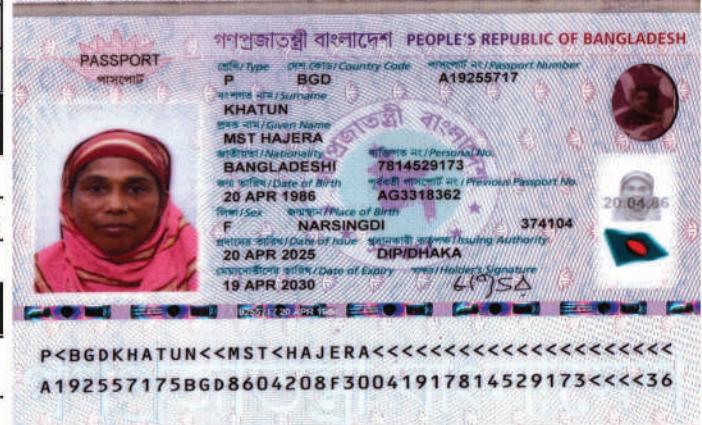 গণপ্রজাতন্ত্রী বাংলাদেশ PEOPLE'S REPUBLIC OF BANGLADESH
PASSPORT
পাসপোর্ট
শ্রেণি/Type দেশ কোড/Country Code পাসপোর্ট নং/Passport Number
P BGD A19255717
বংশগত নাম/Surname
KHATUN
প্রদত্ত নাম/Given Name
MST HAJERA
জাতীয়তা/Nationality ব্যক্তিগত নং/Personal No.
BANGLADESHI 7814529173
জন্ম তারিখ/Date of Birth পূর্ববর্তী পাসপোর্ট নং/Previous Passport No.
20 APR 1986 AG3318362
লিঙ্গ/Sex জন্মস্থান/Place of Birth
F NARSINGDI 374104
প্রদানের তারিখ/Date of Issue প্রদানকারী কর্তৃপক্ষ/Issuing Authority
20 APR 2025 DIP/DHAKA
মেয়াদোত্তীর্ণের তারিখ/Date of Expiry স্বাক্ষর/Holder's Signature
19 APR 2030
20.04.86
P<BGDKHATUN<<MST<HAJERA<<<<<<<<<<<<<<<<<<<<<
A192557175BGD8604208F30041917814529173<<<<36